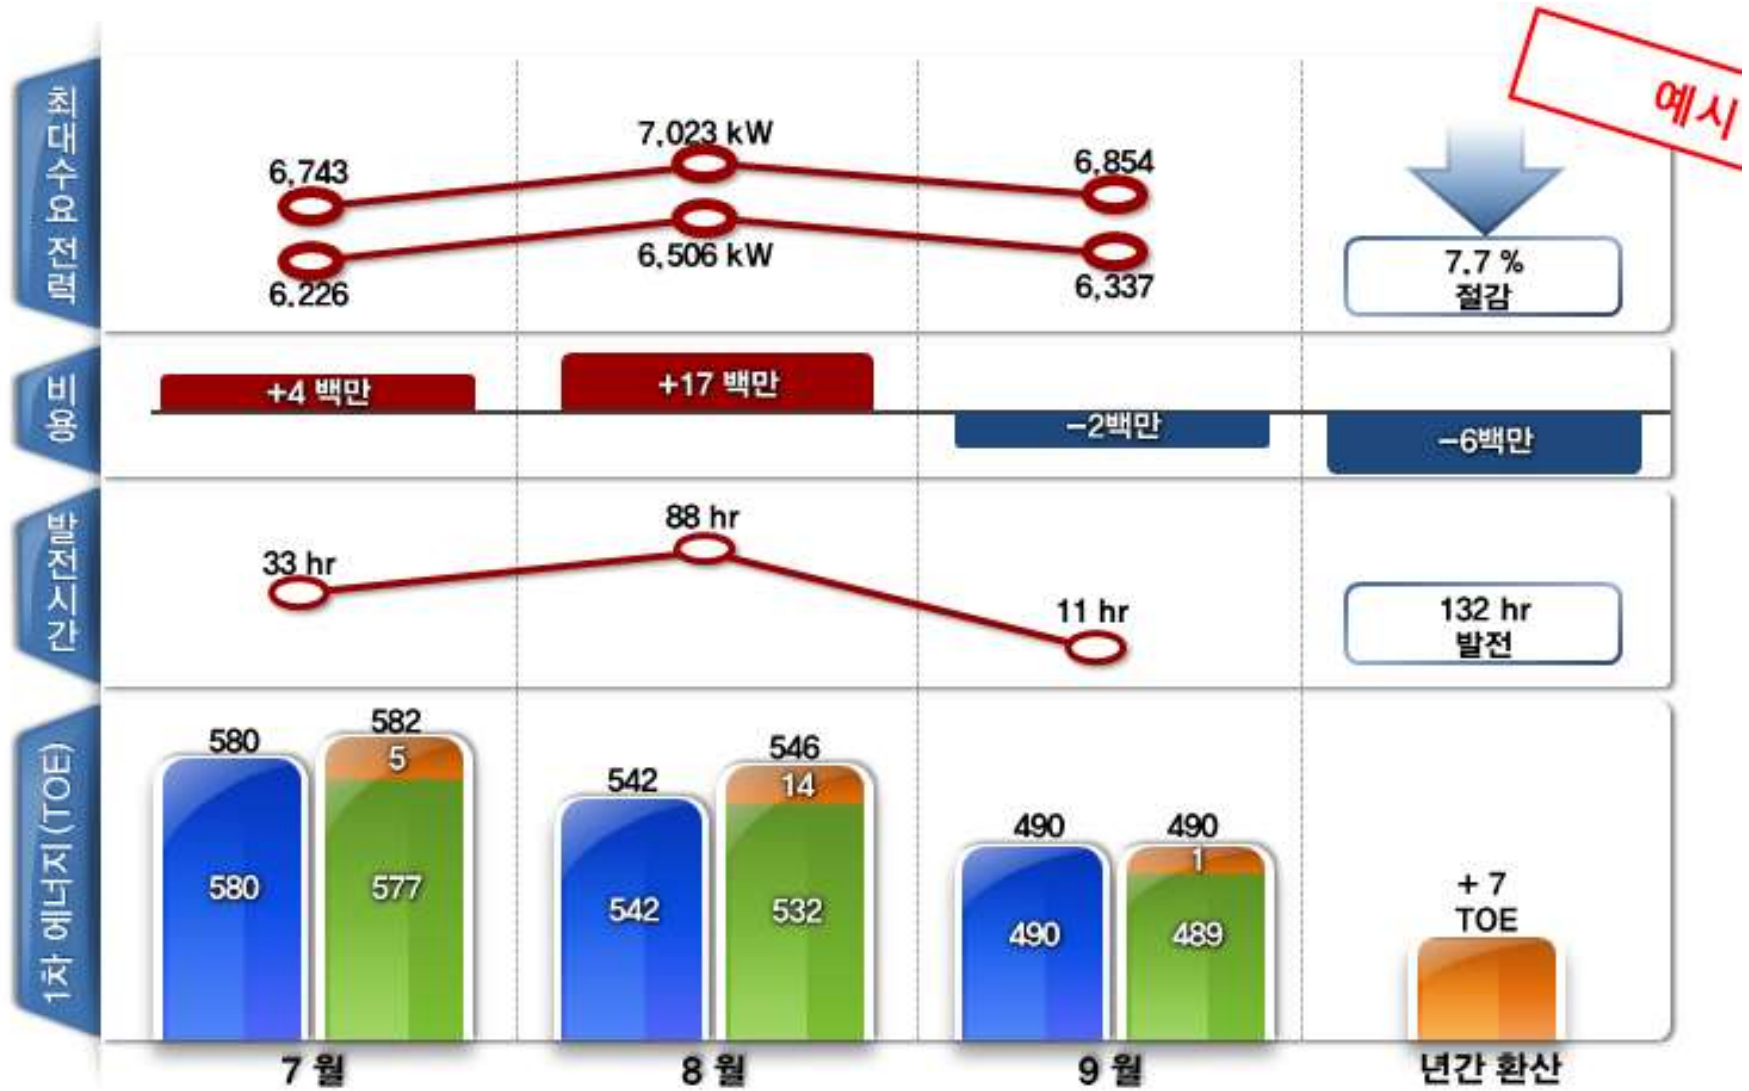 예시
최대수요 전력
6,743
7,023 kW
6,854
6,226
6,506 kW
6,337
7.7 %
절감
비용
+4 백만
+17 백만
-2백만
-6백만
발전시간
33 hr
88 hr
11 hr
132 hr
발전
1차 에너지(TOE)
580
582
5
580
577
542
546
14
542
532
490
490
1
490
489
+ 7
TOE
7 월
8 월
9 월
년간 환산